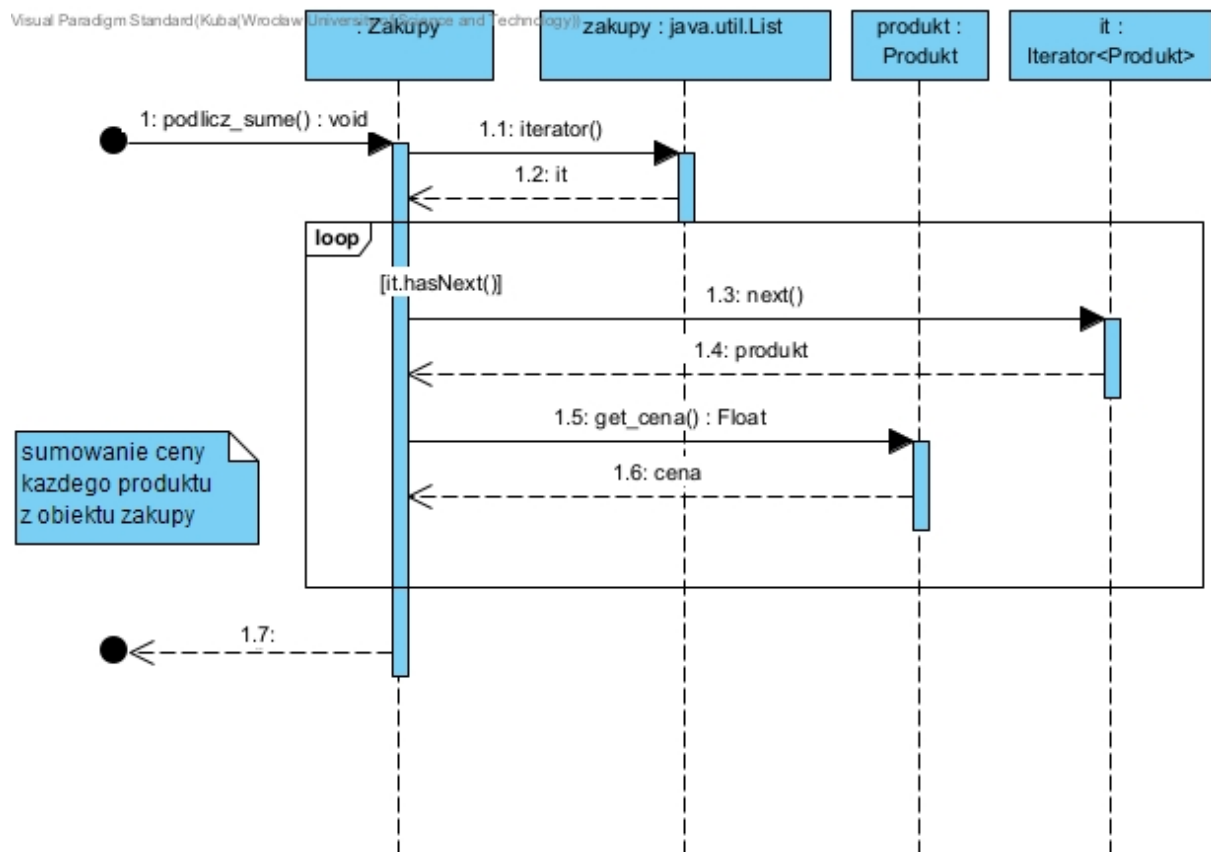 Visual Paradigm Standard(Kuba(Wrocław University of Science and Technology))
: Zakupy
zakupy : java.util.List
produkt :
Produkt
it :
Iterator<Produkt>
1: podlicz_sume() : void
1.1: iterator()
1.2: it
loop
[it.hasNext()]
1.3: next()
1.4: produkt
1.5: get_cena() : Float
1.6: cena
sumowanie ceny
kazdego produktu
z obiektu zakupy
1.7: